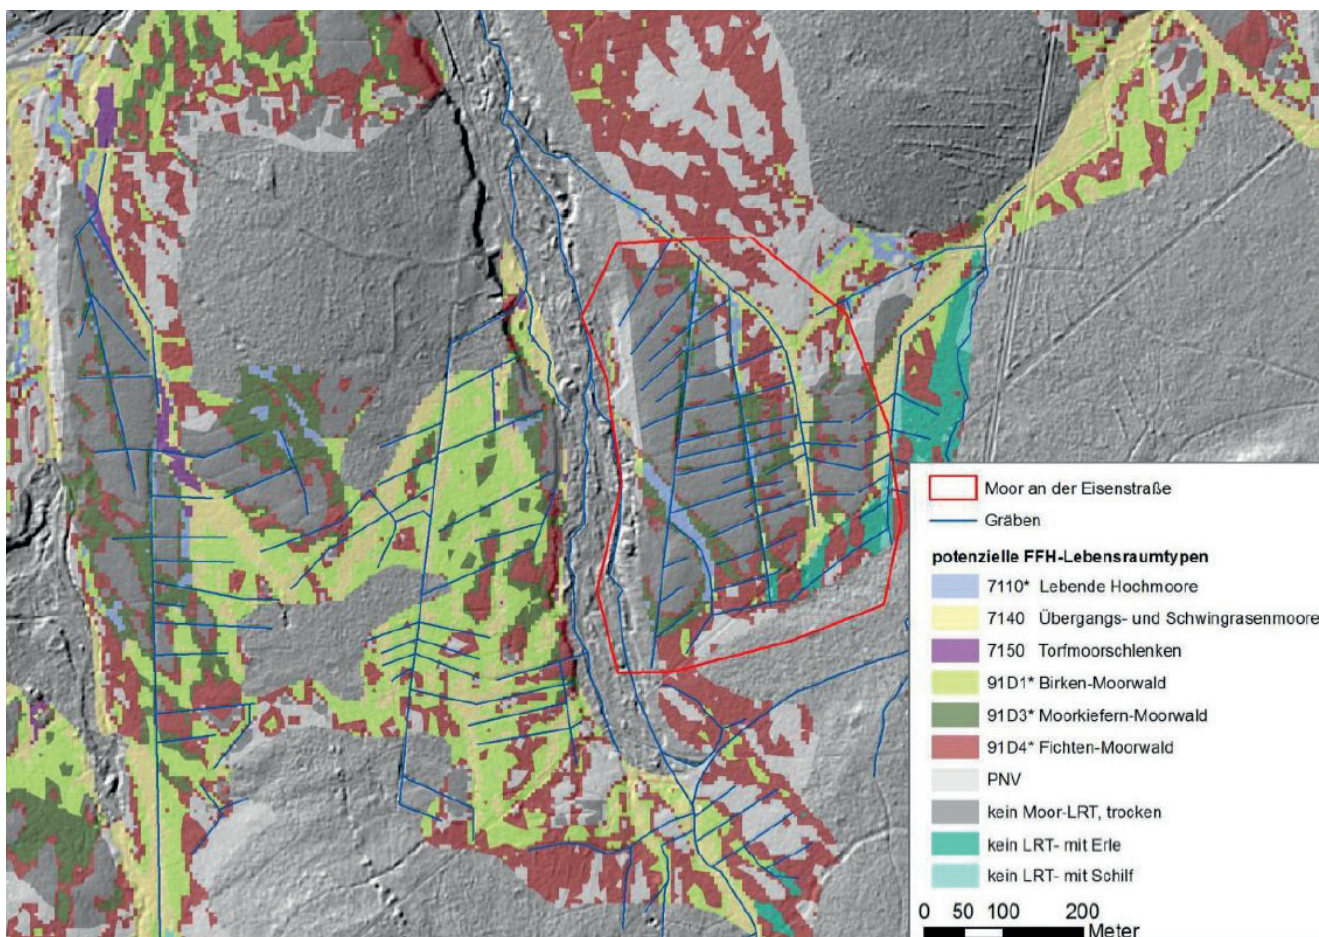 Moor an der Eisenstraße
Gräben
potenzielle FFH-Lebensraumtypen
7110* Lebende Hochmoore
7140 Übergangs- und Schwingrasenmoore
7150 Torfmoorschlenken
91D1* Birken-Moorwald
91D3* Moorkiefern-Moorwald
91D4* Fichten-Moorwald
PNV
kein Moor-LRT, trocken
kein LRT- mit Erle
kein LRT- mit Schilf
0 50 100 200
Meter